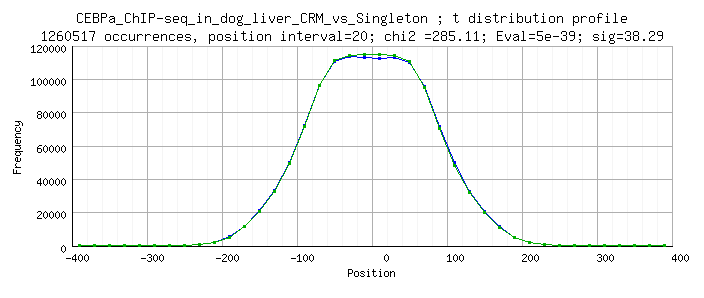 CEBPa_ChIP-seq_in_dog_liver_CRM_vs_Singleton ; t distribution profile
1260517 occurrences, position interval=20; chi2 =285.11; Eval=5e-39; sig=38.29
120000
100000
80000
60000
40000
20000
0
Frequency
-400 -300 -200 -100 0 100 200 300 400
Position